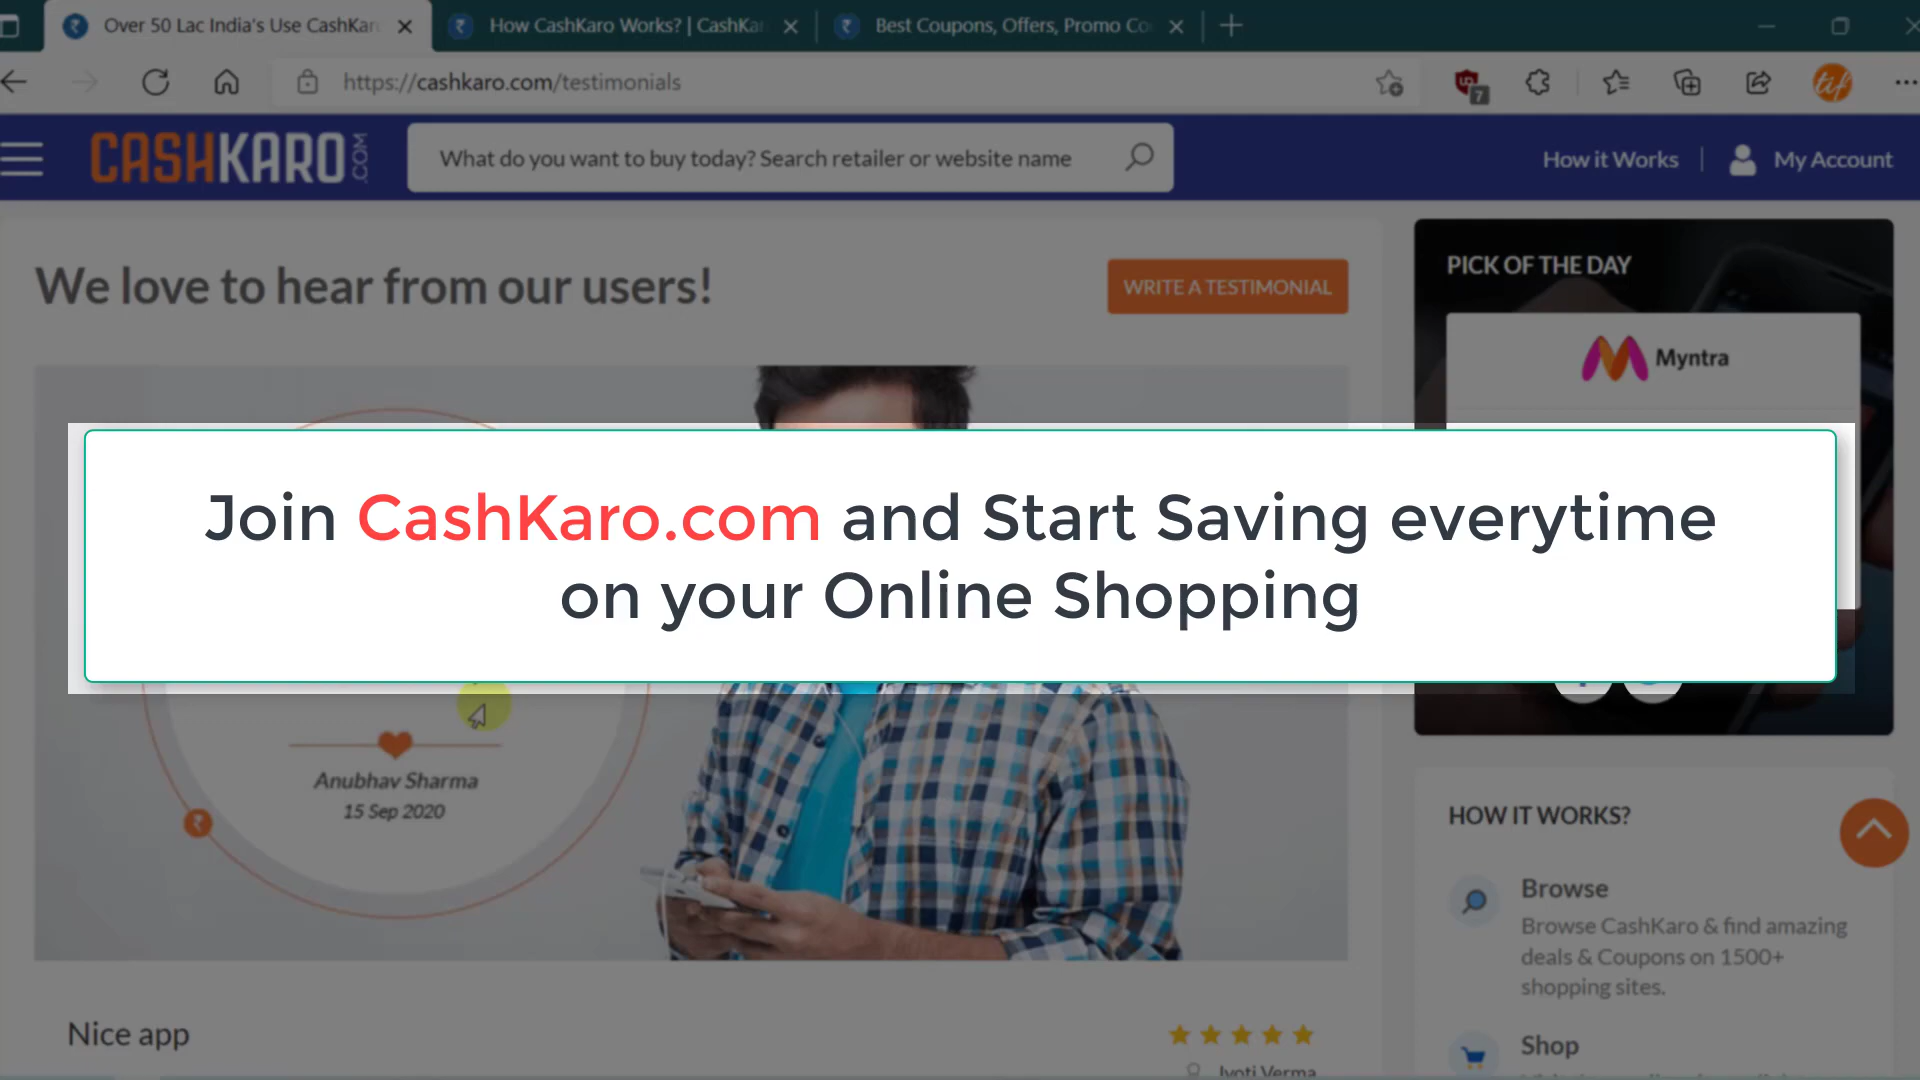 Over 50 Lac India's Use CashKar
How CashKaro Works? | CashKa
Best Coupons, Offers, Promo Co
https://cashkaro.com/testimonials
7
tif
CASHKARO.COM
What do you want to buy today? Search retailer or website name
How it Works
My Account
We love to hear from our users!
WRITE A TESTIMONIAL
PICK OF THE DAY
Myntra
Join CashKaro.com and Start Saving everytime
on your Online Shopping
Anubhav Sharma
15 Sep 2020
HOW IT WORKS?
Browse
Browse CashKaro & find amazing
deals & Coupons on 1500+
shopping sites.
Nice app
Shop
Jyoti Verma